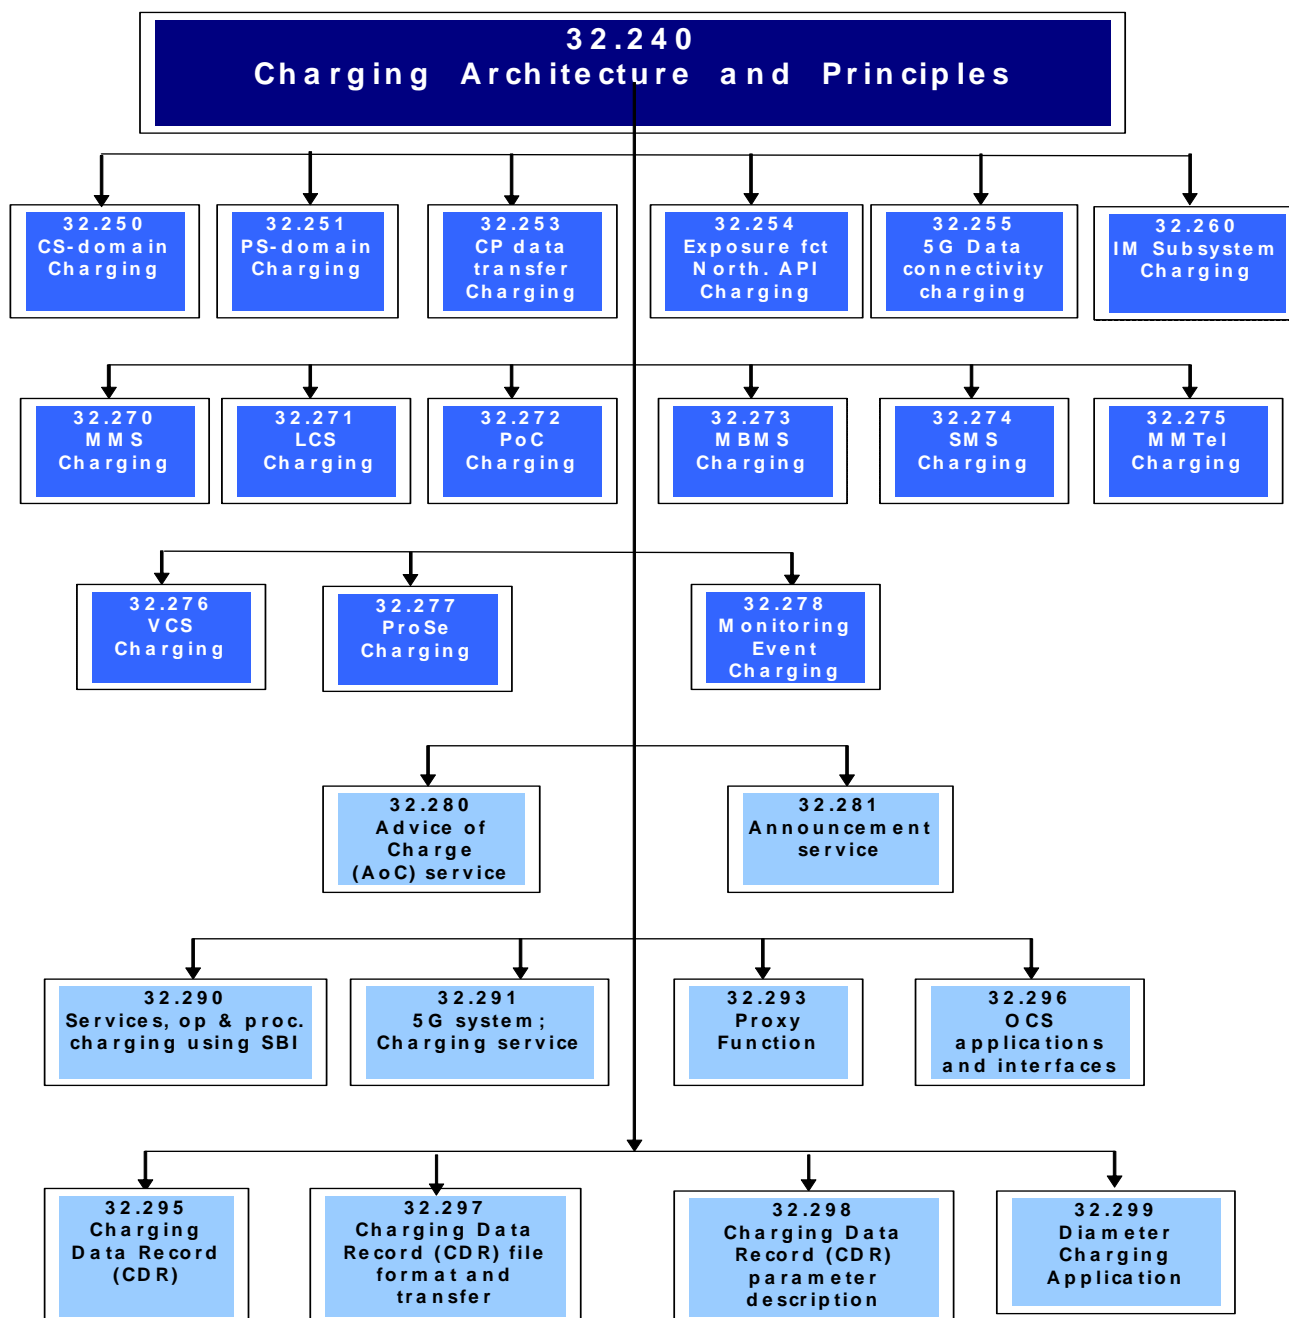 32.240
Charging Architecture and Principles
32.250
CS-domain
Charging
32.251
PS-domain
Charging
32.253
CP data
transfer
Charging
32.254
Exposure fct
North. API
Charging
32.255
5G Data
connectivity
charging
32.260
IM Subsystem
Charging
32.270
MMS
Charging
32.271
LCS
Charging
32.272
PoC
Charging
32.273
MBMS
Charging
32.274
SMS
Charging
32.275
MMTel
Charging
32.276
VCS
Charging
32.277
ProSe
Charging
32.278
Monitoring
Event
Charging
32.280
Advice of
Charge
(AoC) service
32.281
Announcement
service
32.290
Services, op & proc.
charging using SBI
32.291
5G system;
Charging service
32.293
Proxy
Function
32.296
OCS
applications
and interfaces
32.295
Charging
Data Record
(CDR)
32.297
Charging Data
Record (CDR) file
format and
transfer
32.298
Charging Data
Record (CDR)
parameter
description
32.299
Diameter
Charging
Application